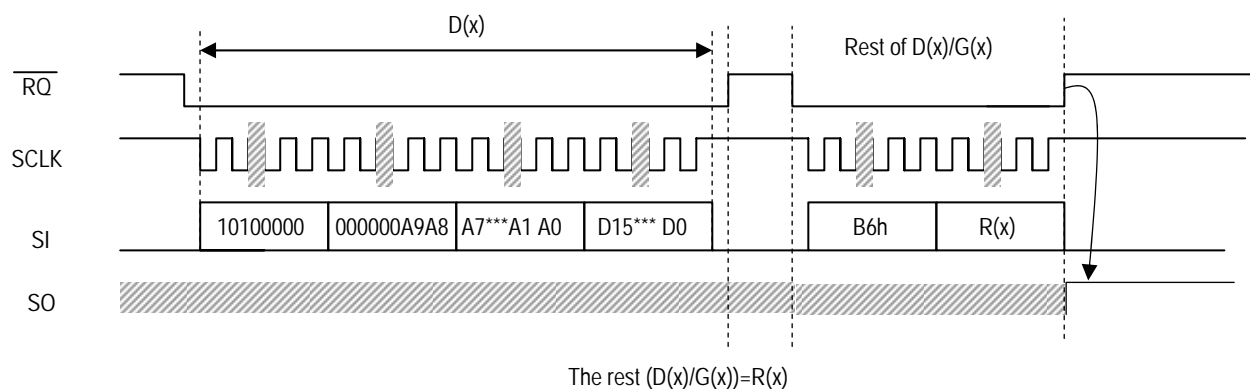 D(x)
Rest of D(x)/G(x)
RQ
SCLK
SI
10100000
000000A9A8
A7***A1 A0
D15*** D0
B6h
R(x)
SO
The rest (D(x)/G(x))=R(x)